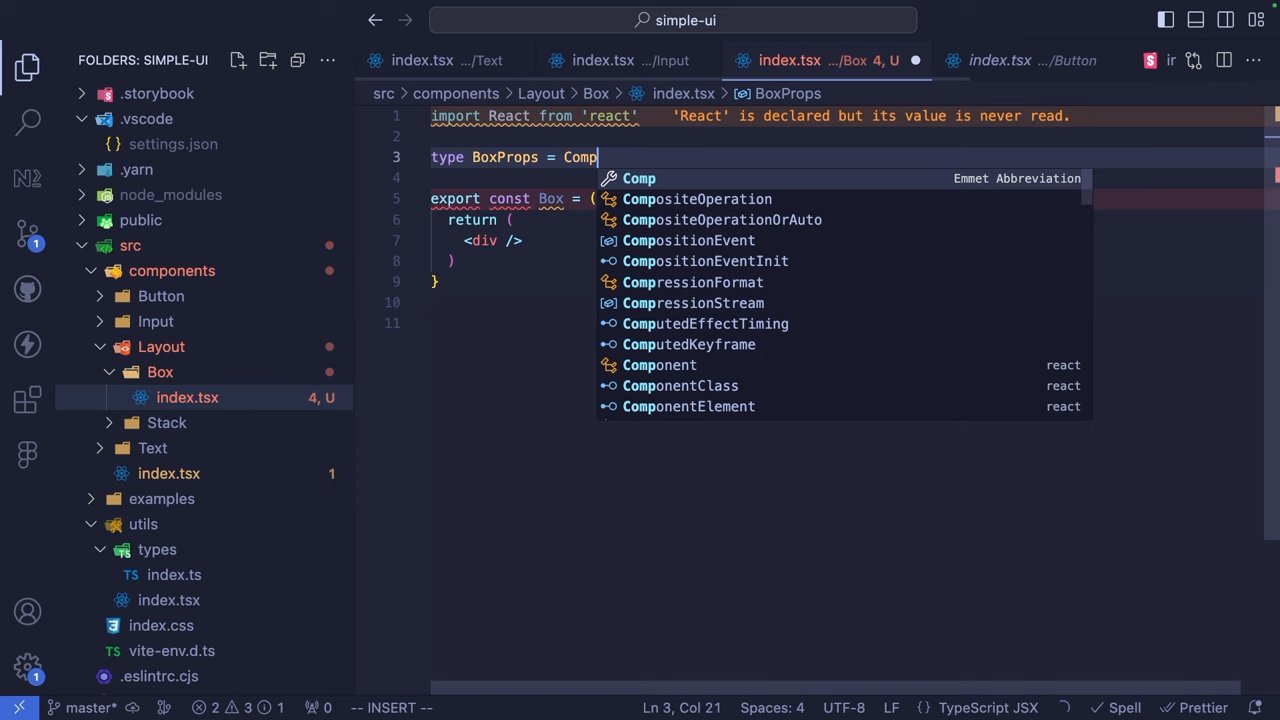 simple-ui
FOLDERS: SIMPLE-UI
.storybook
.vscode
settings.json
.yarn
node_modules
public
src
components
Button
Input
Layout
Box
index.tsx 4, U
Stack
Text
index.tsx 1
examples
utils
types
TS index.ts
index.tsx
index.css
TS vite-env.d.ts
.eslintrc.cjs
index.tsx .../Text
index.tsx .../Input
index.tsx .../Box 4, U
index.tsx .../Button
ir
src > components > Layout > Box > index.tsx > BoxProps
1 import React from 'react' 'React' is declared but its value is never read.
2
3 type BoxProps = Comp
4
5 export const Box = (
6 return (
7 <div />
8 )
9 }
10
11
Comp Emmet Abbreviation
CompositeOperation
CompositeOperationOrAuto
CompositionEvent
CompositionEventInit
CompressionFormat
CompressionStream
ComputedEffectTiming
ComputedKeyframe
Component react
ComponentClass react
ComponentElement react
1
1
master* 2 3 1 0 -- INSERT -- Ln 3, Col 21 Spaces: 4 UTF-8 LF {} TypeScript JSX Spell Prettier